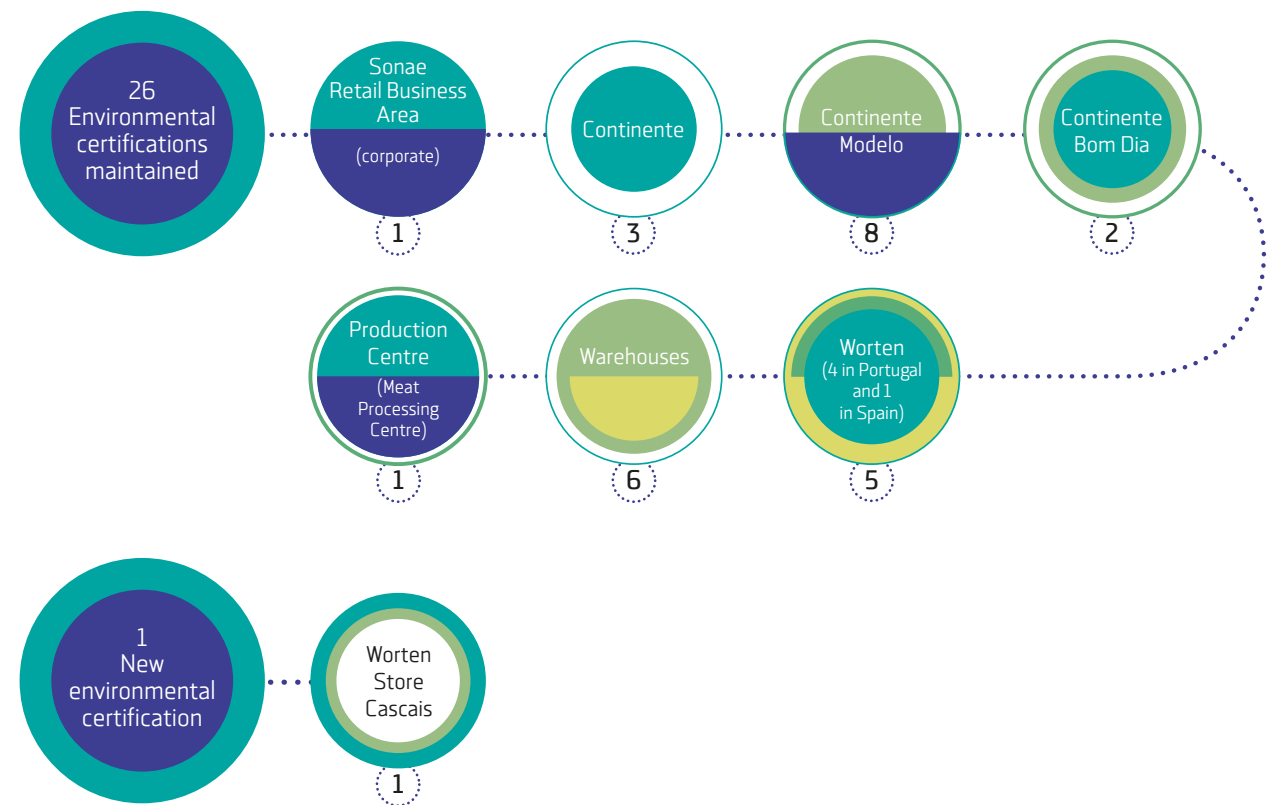 26
Environmental
certifications
maintained
Sonae
Retail Business
Area
(corporate)
1
Continente
3
Continente
Modelo
8
Continente
Bom Dia
2
Worten
(4 in Portugal
and 1
in Spain)
5
Warehouses
6
Production
Centre
(Meat
Processing
Centre)
1
1
New
environmental
certification
Worten
Store
Cascais
1